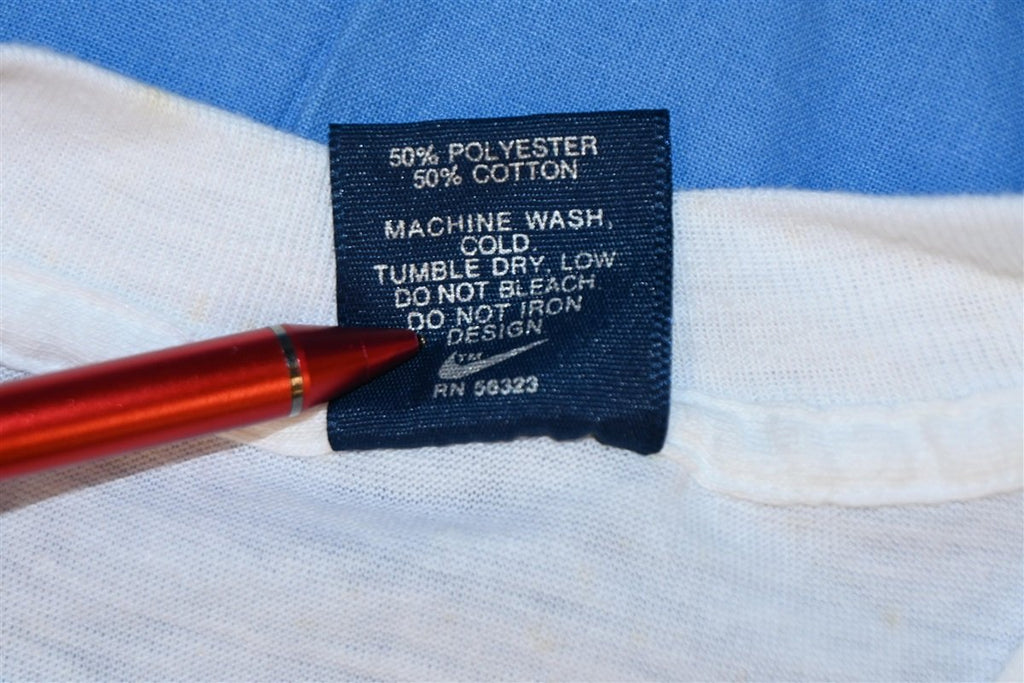 50% POLYESTER
50% COTTON
MACHINE WASH,
COLD.
TUMBLE DRY, LOW
DO NOT BLEACH
DO NOT IRON
DESIGN
TM
RN 56323